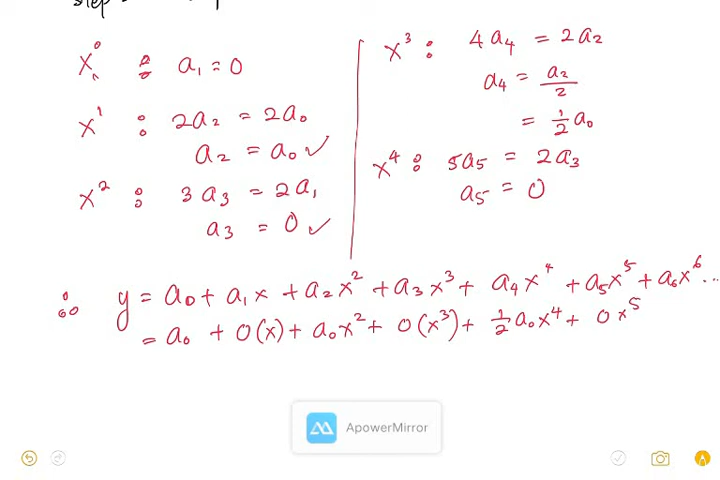 step
x⁰ : a₁ = 0
x¹ : 2a₂ = 2a₀
a₂ = a₀ ✓
x² : 3a₃ = 2a₁
a₃ = 0 ✓
x³ : 4a₄ = 2a₂
a₄ = a₂/2
= ½a₀
x⁴ : 5a₅ = 2a₃
a₅ = 0
∴ y = a₀ + a₁x + a₂x² + a₃x³ + a₄x⁴ + a₅x⁵ + a₆x⁶ ...
= a₀ + 0(x) + a₀x² + 0(x³) + ½a₀x⁴ + 0x⁵
ApowerMirror